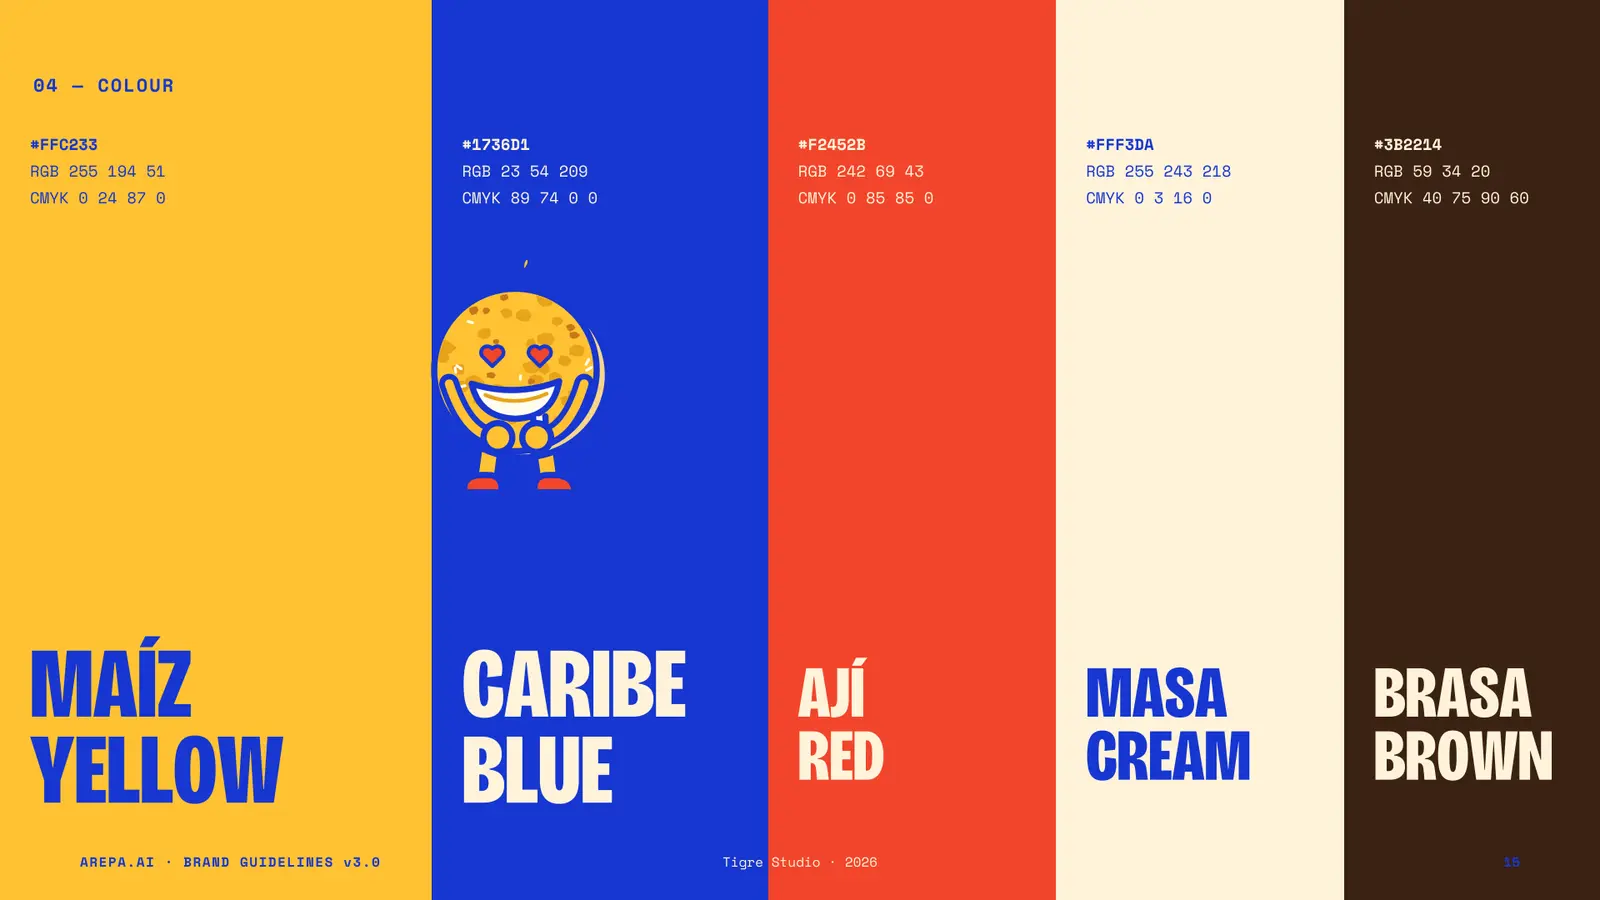 04 — COLOUR
#FFC233
RGB 255 194 51
CMYK 0 24 87 0
MAÍZ
YELLOW
#1736D1
RGB 23 54 209
CMYK 89 74 0 0
CARIBE
BLUE
#F2452B
RGB 242 69 43
CMYK 0 85 85 0
AJÍ
RED
#FFF3DA
RGB 255 243 218
CMYK 0 3 16 0
MASA
CREAM
#3B2214
RGB 59 34 20
CMYK 40 75 90 60
BRASA
BROWN
AREPA.AI · BRAND GUIDELINES v3.0
Tigre Studio · 2026
15